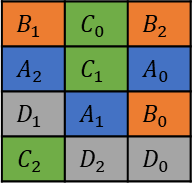 B₁ C₀ B₂
A₂ C₁ A₀
D₁ A₁ B₀
C₂ D₂ D₀